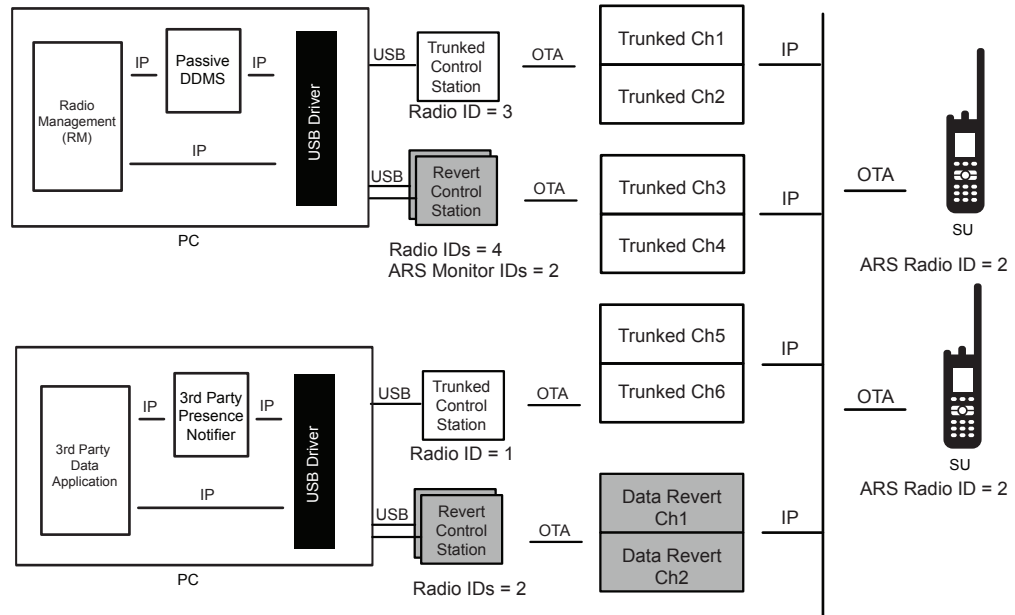 Radio
Management
(RM)
IP
Passive
DDMS
IP
IP
USB Driver
PC
USB
Trunked
Control
Station
Radio ID = 3
OTA
Trunked Ch1
Trunked Ch2
IP
USB
Revert
Control
Station
Radio IDs = 4
ARS Monitor IDs = 2
OTA
Trunked Ch3
Trunked Ch4
IP
OTA
SU
ARS Radio ID = 2
3rd Party
Data
Application
IP
3rd Party
Presence
Notifier
IP
IP
USB Driver
PC
USB
Trunked
Control
Station
Radio ID = 1
OTA
Trunked Ch5
Trunked Ch6
IP
USB
Revert
Control
Station
Radio IDs = 2
OTA
Data Revert
Ch1
Data Revert
Ch2
IP
OTA
SU
ARS Radio ID = 2